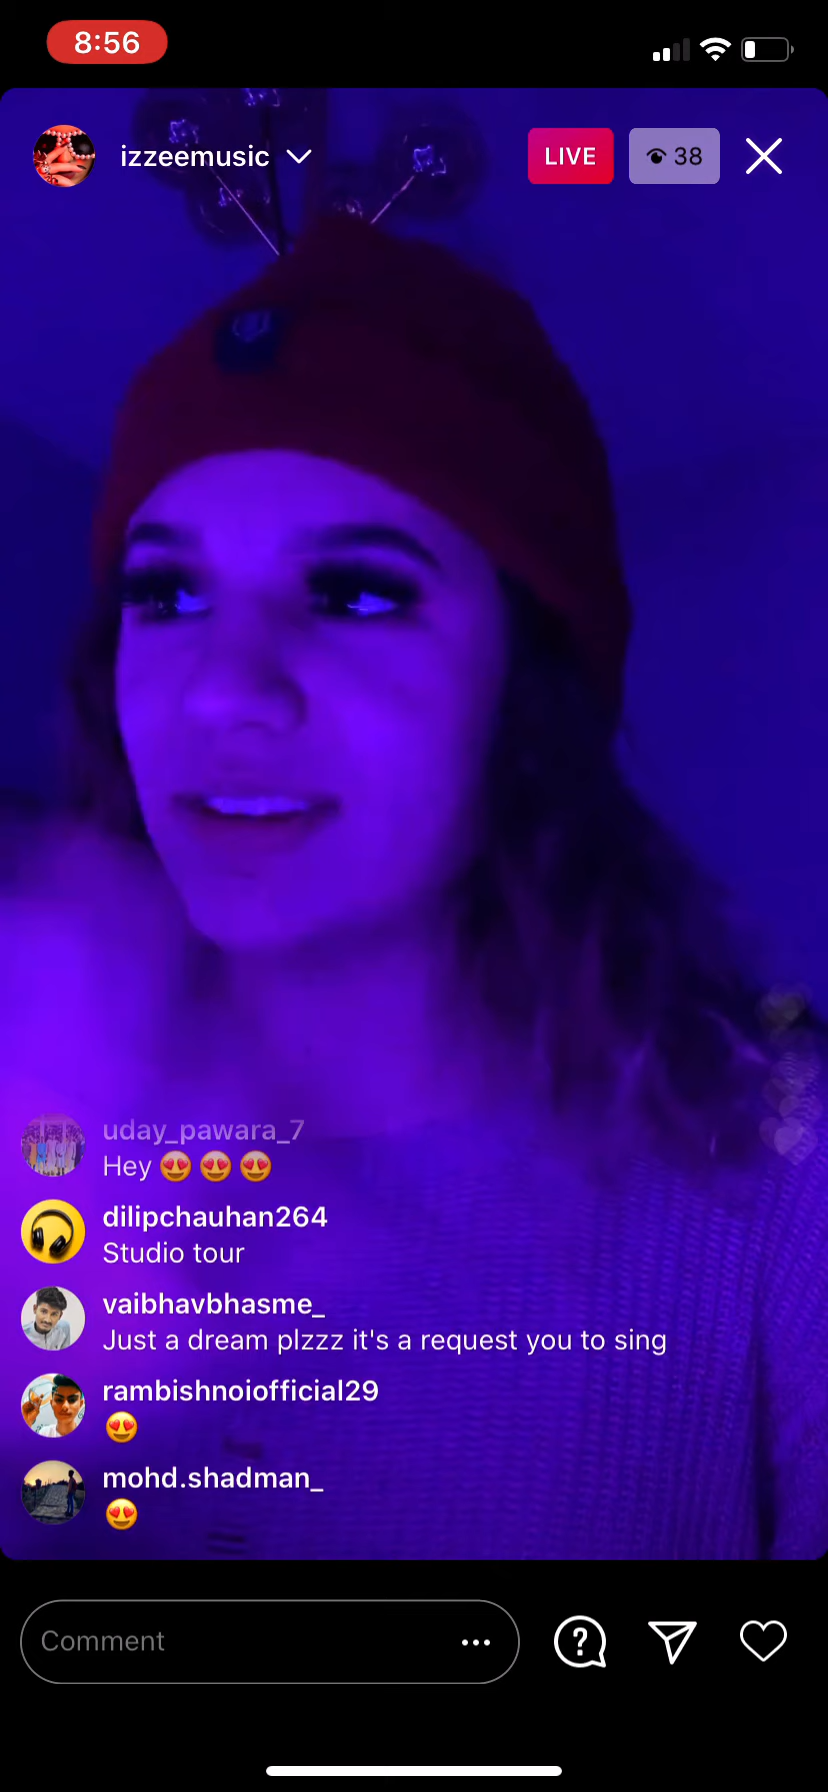 8:56
izzeemusic
LIVE
38
uday_pawara_7
Hey 😍 😍 😍
dilipchauhan264
Studio tour
vaibhavbhasme_
Just a dream plzzz it's a request you to sing
rambishnoiofficial29
😍
mohd.shadman_
😍
Comment